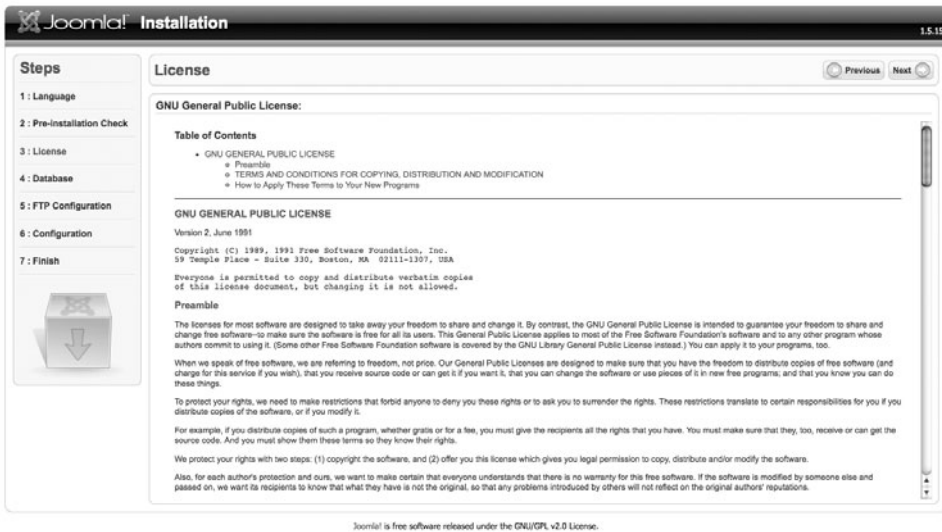 Joomla! Installation
1.5.15
Steps
1 : Language
2 : Pre-installation Check
3 : License
4 : Database
5 : FTP Configuration
6 : Configuration
7 : Finish
License
Previous Next
GNU General Public License:
Table of Contents
GNU GENERAL PUBLIC LICENSE
Preamble
TERMS AND CONDITIONS FOR COPYING, DISTRIBUTION AND MODIFICATION
How to Apply These Terms to Your New Programs
GNU GENERAL PUBLIC LICENSE
Version 2, June 1991
Copyright (C) 1989, 1991 Free Software Foundation, Inc.
59 Temple Place - Suite 330, Boston, MA 02111-1307, USA
Everyone is permitted to copy and distribute verbatim copies
of this license document, but changing it is not allowed.
Preamble
The licenses for most software are designed to take away your freedom to share and change it. By contrast, the GNU General Public License is intended to guarantee your freedom to share and
change free software--to make sure the software is free for all its users. This General Public License applies to most of the Free Software Foundation's software and to any other program whose
authors commit to using it. (Some other Free Software Foundation software is covered by the GNU Library General Public License instead.) You can apply it to your programs, too.
When we speak of free software, we are referring to freedom, not price. Our General Public Licenses are designed to make sure that you have the freedom to distribute copies of free software (and
charge for this service if you wish), that you receive source code or can get it if you want it, that you can change the software or use pieces of it in new free programs; and that you know you can do
these things.
To protect your rights, we need to make restrictions that forbid anyone to deny you these rights or to ask you to surrender the rights. These restrictions translate to certain responsibilities for you if you
distribute copies of the software, or if you modify it.
For example, if you distribute copies of such a program, whether gratis or for a fee, you must give the recipients all the rights that you have. You must make sure that they, too, receive or can get the
source code. And you must show them these terms so they know their rights.
We protect your rights with two steps: (1) copyright the software, and (2) offer you this license which gives you legal permission to copy, distribute and/or modify the software.
Also, for each author's protection and ours, we want to make certain that everyone understands that there is no warranty for this free software. If the software is modified by someone else and
passed on, we want its recipients to know that what they have is not the original, so that any problems introduced by others will not reflect on the original authors' reputations.
Joomla! is free software released under the GNU/GPL v2.0 License.